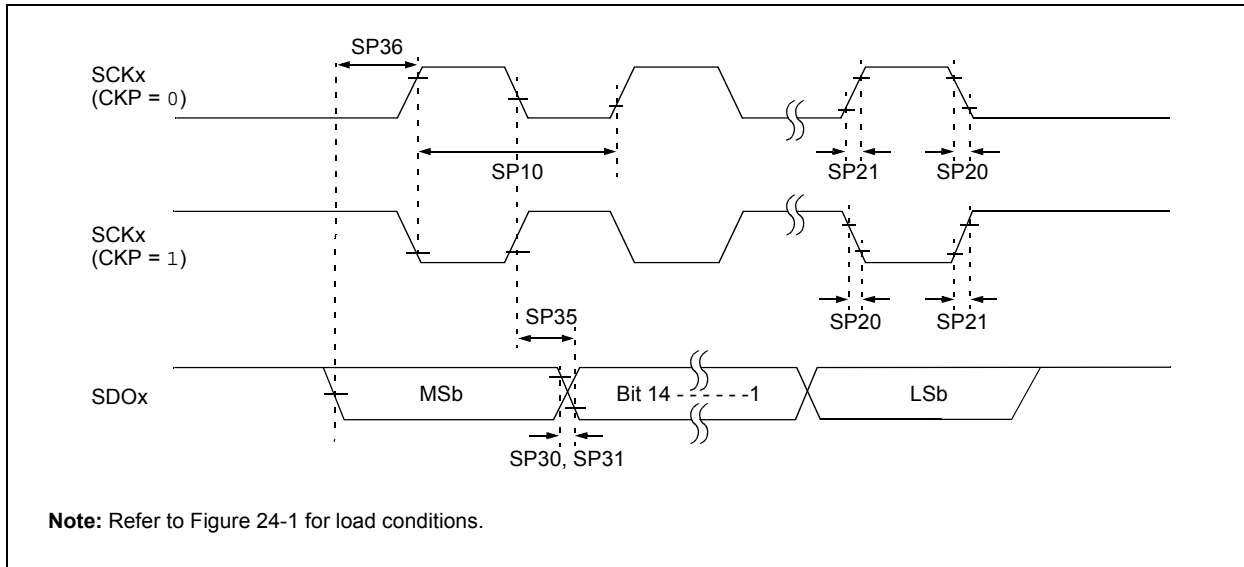 SP36
SCKx
(CKP = 0)
SP10
SP21
SP20
SCKx
(CKP = 1)
SP35
SP20
SP21
SDOx
MSb
Bit 14 - - - - - - -1
LSb
SP30, SP31
Note: Refer to Figure 24-1 for load conditions.